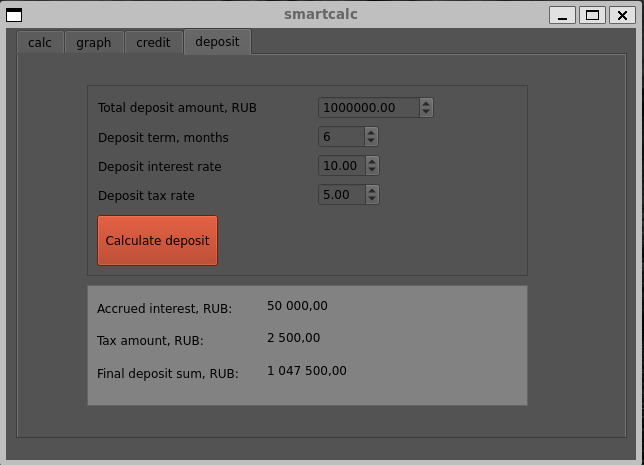 smartcalc
calc graph credit deposit
Total deposit amount, RUB 1000000.00
Deposit term, months 6
Deposit interest rate 10.00
Deposit tax rate 5.00
Calculate deposit
Accrued interest, RUB: 50 000,00
Tax amount, RUB: 2 500,00
Final deposit sum, RUB: 1 047 500,00